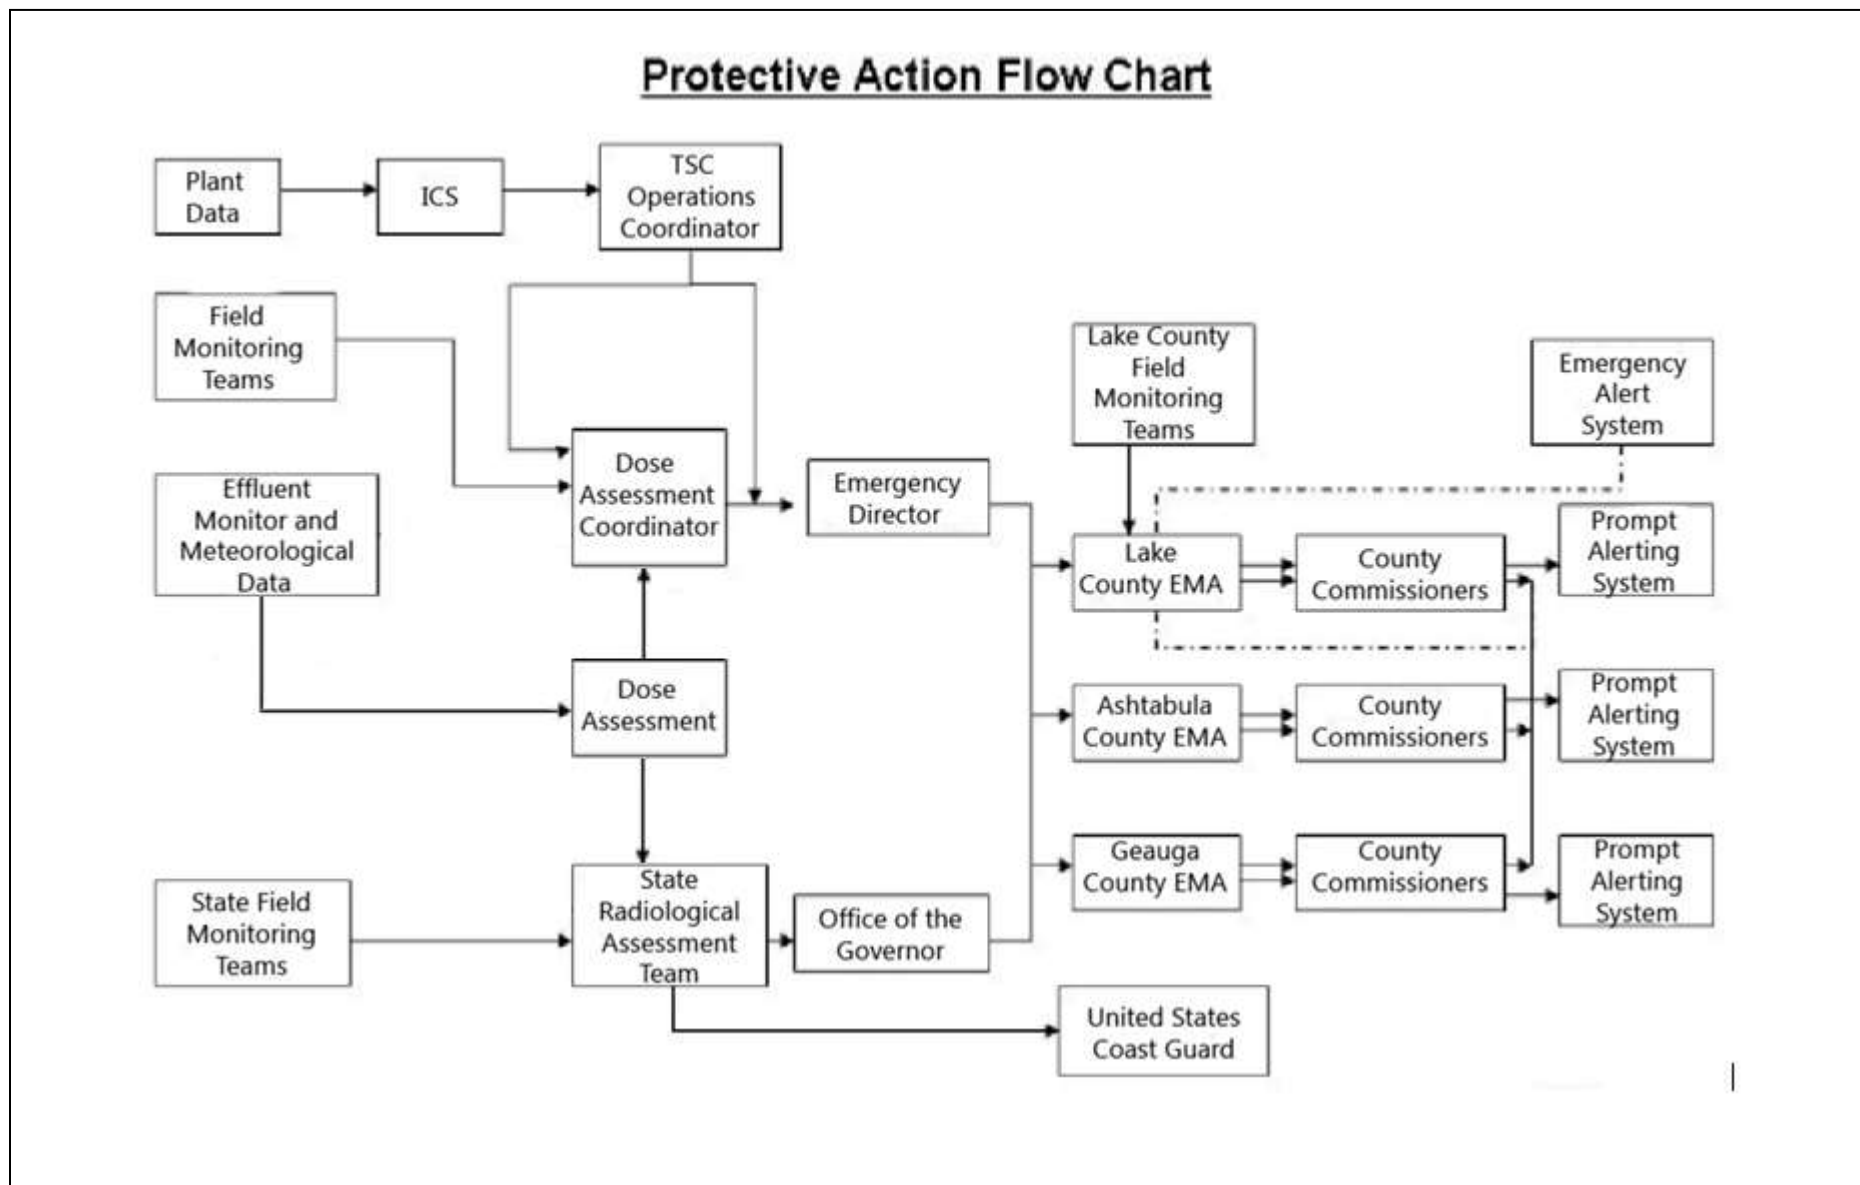 Protective Action Flow Chart
Plant
Data
ICS
TSC
Operations
Coordinator
Field
Monitoring
Teams
Effluent
Monitor and
Meteorological
Data
Dose
Assessment
Coordinator
Emergency
Director
Lake County
Field
Monitoring
Teams
Emergency
Alert
System
Lake
County EMA
County
Commissioners
Prompt
Alerting
System
Dose
Assessment
Ashtabula
County EMA
County
Commissioners
Prompt
Alerting
System
Geauga
County EMA
County
Commissioners
Prompt
Alerting
System
State Field
Monitoring
Teams
State
Radiological
Assessment
Team
Office of the
Governor
United States
Coast Guard